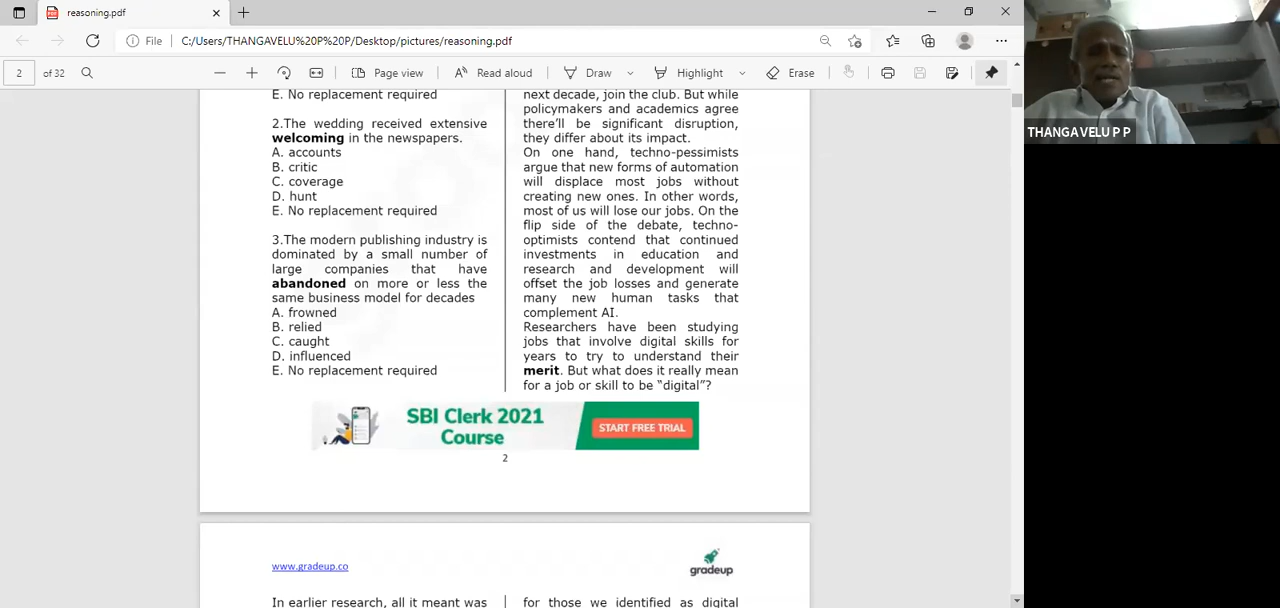 reasoning.pdf
File
C:/Users/THANGAVELU%20P%20P/Desktop/pictures/reasoning.pdf
2
of 32
Page view
Read aloud
Draw
Highlight
Erase
THANGAVELU P P
E. No replacement required
2.The wedding received extensive
welcoming in the newspapers.
A. accounts
B. critic
C. coverage
D. hunt
E. No replacement required
3.The modern publishing industry is
dominated by a small number of
large companies that have
abandoned on more or less the
same business model for decades
A. frowned
B. relied
C. caught
D. influenced
E. No replacement required
next decade, join the club. But while
policymakers and academics agree
there'll be significant disruption,
they differ about its impact.
On one hand, techno-pessimists
argue that new forms of automation
will displace most jobs without
creating new ones. In other words,
most of us will lose our jobs. On the
flip side of the debate, techno-
optimists contend that continued
investments in education and
research and development will
offset the job losses and generate
many new human tasks that
complement AI.
Researchers have been studying
jobs that involve digital skills for
years to try to understand their
merit. But what does it really mean
for a job or skill to be “digital”?
SBI Clerk 2021
Course
START FREE TRIAL
2
www.gradeup.co
gradeup
In earlier research, all it meant was
for those we identified as digital